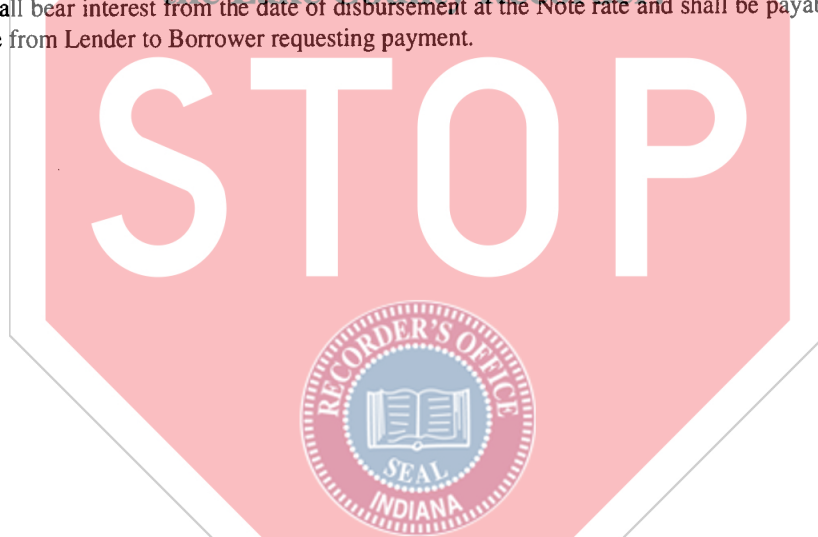 all bear interest from the date of disbursement at the Note rate and shall be payab
from Lender to Borrower requesting payment.
STOP
RECORDER'S OFFICE
SEAL
INDIANA